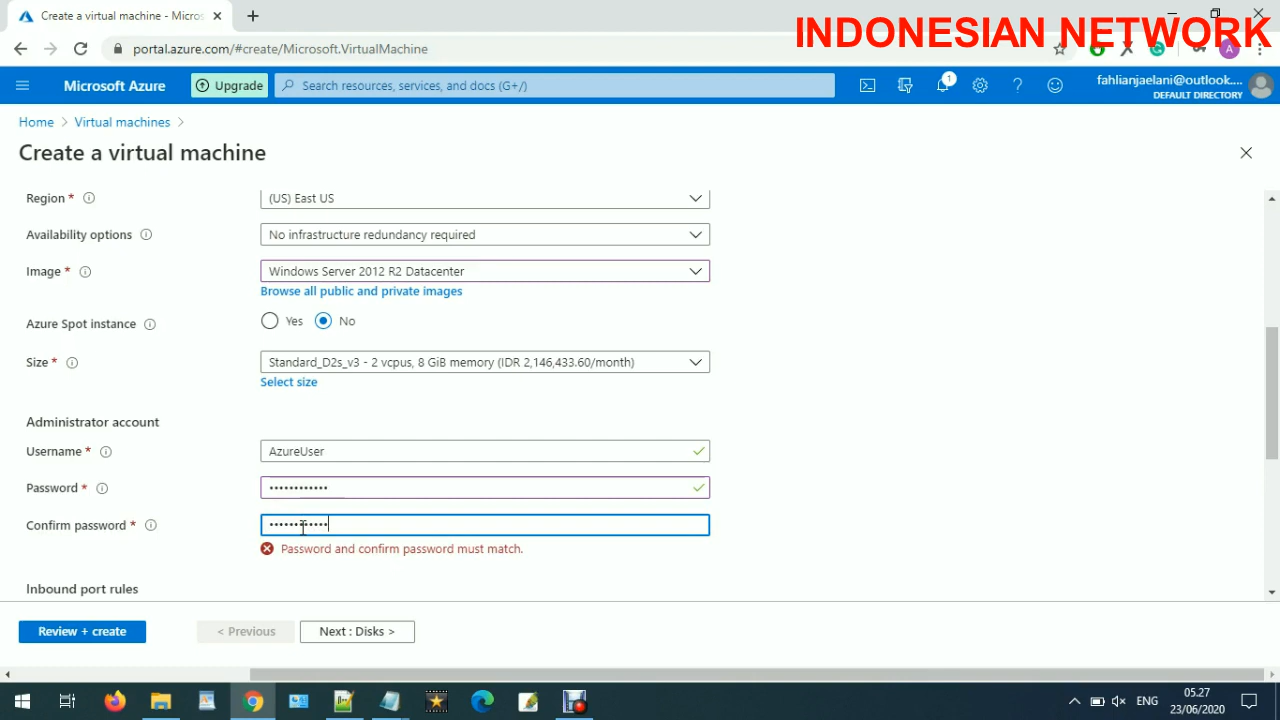 Create a virtual machine - Micros
INDONESIAN NETWORK
portal.azure.com/#create/Microsoft.VirtualMachine
Microsoft Azure
Upgrade
Search resources, services, and docs (G+/)
1
fahlianjaelani@outlook....
DEFAULT DIRECTORY
Home > Virtual machines >
Create a virtual machine
Region *
(US) East US
Availability options
No infrastructure redundancy required
Image *
Windows Server 2012 R2 Datacenter
Browse all public and private images
Azure Spot instance
Yes No
Size *
Standard_D2s_v3 - 2 vcpus, 8 GiB memory (IDR 2,146,433.60/month)
Select size
Administrator account
Username *
AzureUser
Password *
••••••••••••
Confirm password *
••••••••••••
Password and confirm password must match.
Inbound port rules
Review + create
< Previous
Next : Disks >
ENG
05.27
23/06/2020